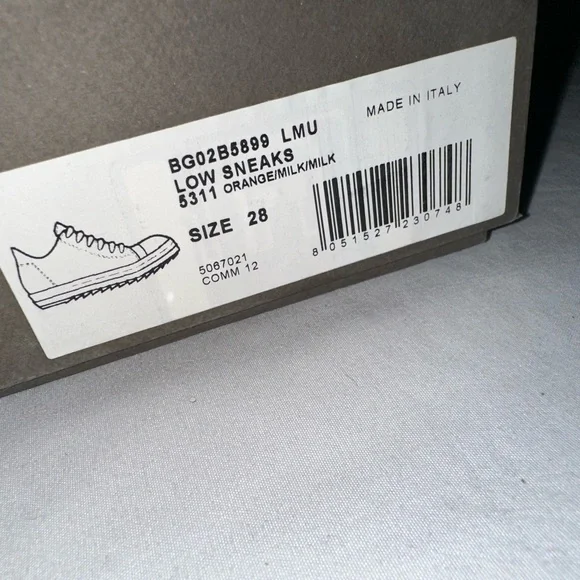 BG02B5899 LMU
LOW SNEAKS
5311 ORANGE/MILK/MILK
SIZE 28
5067021
COMM 12
MADE IN ITALY
8 051527 230748